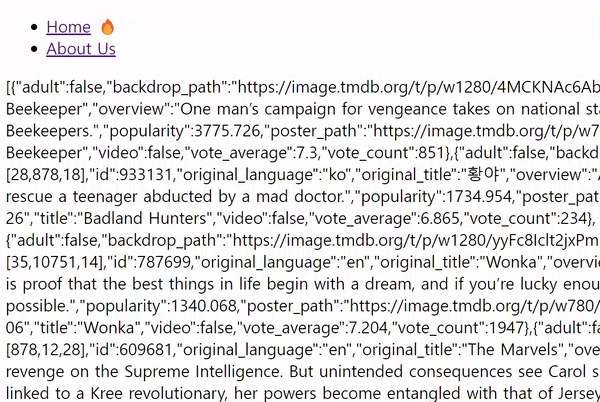 Home 🔥
About Us
[{"adult":false,"backdrop_path":"https://image.tmdb.org/t/p/w1280/4MCKNAc6Ab
Beekeeper","overview":"One man’s campaign for vengeance takes on national sta
Beekeepers.","popularity":3775.726,"poster_path":"https://image.tmdb.org/t/p/w7
Beekeeper","video":false,"vote_average":7.3,"vote_count":851},{"adult":false,"backd
[28,878,18],"id":933131,"original_language":"ko","original_title":"황야","overview":"A
rescue a teenager abducted by a mad doctor.","popularity":1734.954,"poster_pat
26","title":"Badland Hunters","video":false,"vote_average":6.865,"vote_count":234},
{"adult":false,"backdrop_path":"https://image.tmdb.org/t/p/w1280/yyFc8Iclt2jxPm
[35,10751,14],"id":787699,"original_language":"en","original_title":"Wonka","overvie
is proof that the best things in life begin with a dream, and if you’re lucky enou
possible.","popularity":1340.068,"poster_path":"https://image.tmdb.org/t/p/w780/
06","title":"Wonka","video":false,"vote_average":7.204,"vote_count":1947},{"adult":fa
[878,12,28],"id":609681,"original_language":"en","original_title":"The Marvels","ove
revenge on the Supreme Intelligence. But unintended consequences see Carol s
linked to a Kree revolutionary, her powers become entangled with that of Jersey